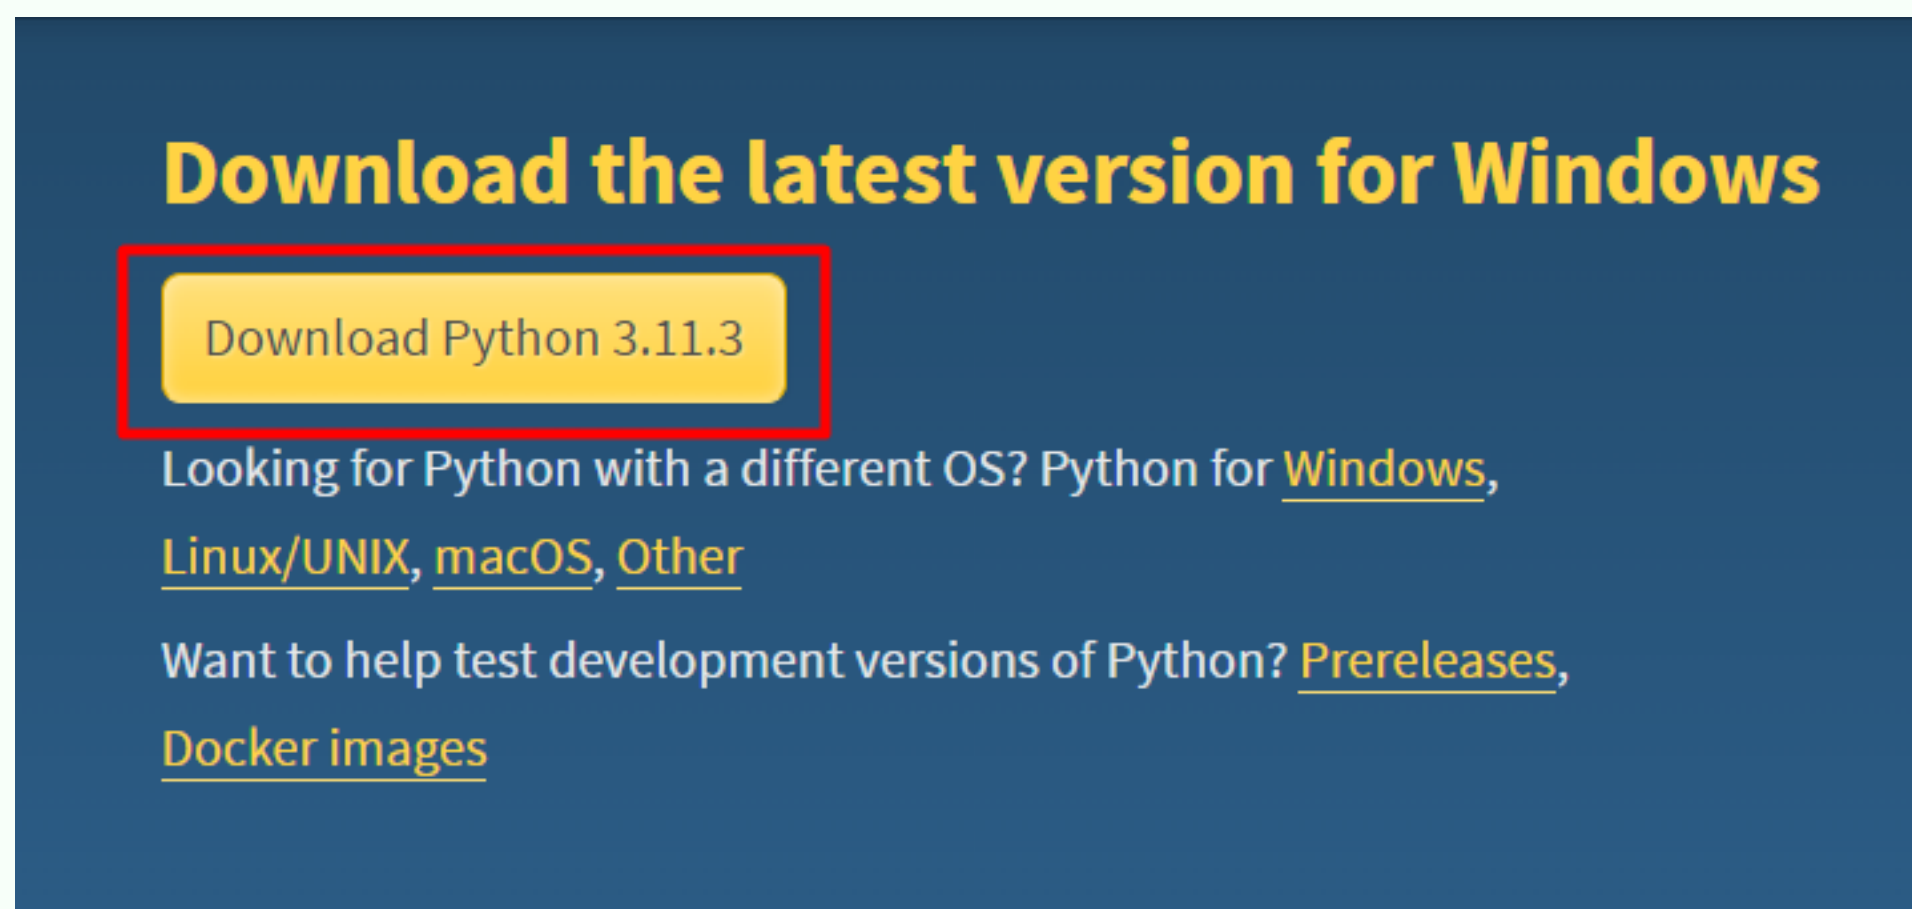 Download the latest version for Windows
Download Python 3.11.3
Looking for Python with a different OS? Python for Windows,
Linux/UNIX, macOS, Other
Want to help test development versions of Python? Prereleases,
Docker images